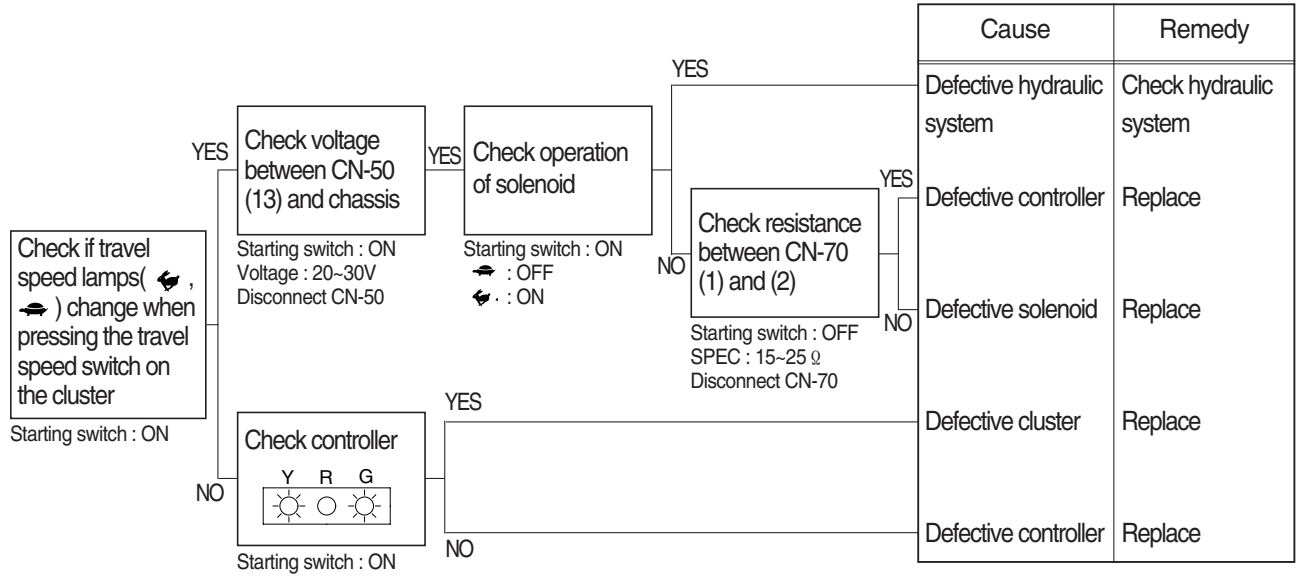 Cause
Remedy
YES
Defective hydraulic
system
Check hydraulic
system
YES
Check voltage
between CN-50
(13) and chassis
Starting switch : ON
Voltage : 20~30V
Disconnect CN-50
YES
Check operation
of solenoid
Starting switch : ON
: OFF
: ON
YES
Defective controller
Replace
Check resistance
between CN-70
(1) and (2)
NO
Starting switch : OFF
SPEC : 15~25 Ω
Disconnect CN-70
NO
Defective solenoid
Replace
Check if travel
speed lamps( ,
) change when
pressing the travel
speed switch on
the cluster
Starting switch : ON
YES
Defective cluster
Replace
Check controller
Y R G
NO
Starting switch : ON
NO
Defective controller
Replace